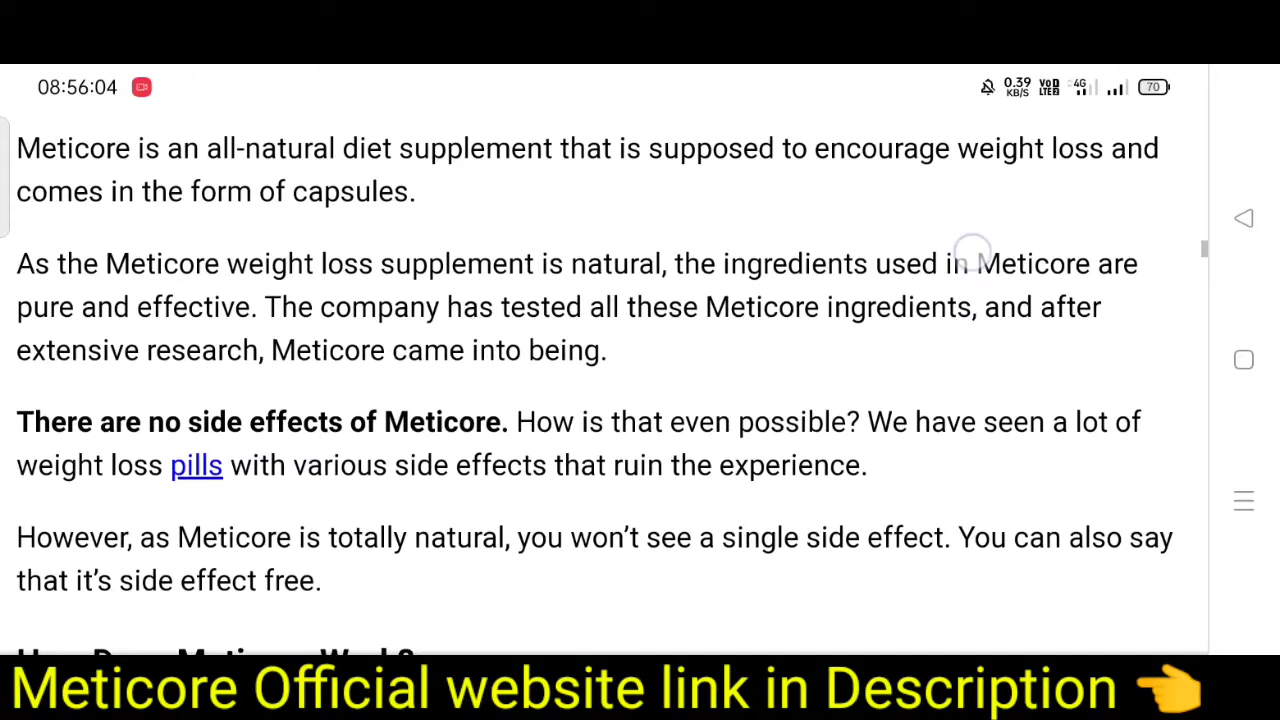 08:56:04
0.39
KB/S
VoD
LTE2
4G
70
Meticore is an all-natural diet supplement that is supposed to encourage weight loss and
comes in the form of capsules.
As the Meticore weight loss supplement is natural, the ingredients used in Meticore are
pure and effective. The company has tested all these Meticore ingredients, and after
extensive research, Meticore came into being.
There are no side effects of Meticore. How is that even possible? We have seen a lot of
weight loss pills with various side effects that ruin the experience.
However, as Meticore is totally natural, you won’t see a single side effect. You can also say
that it’s side effect free.
Meticore Official website link in Description